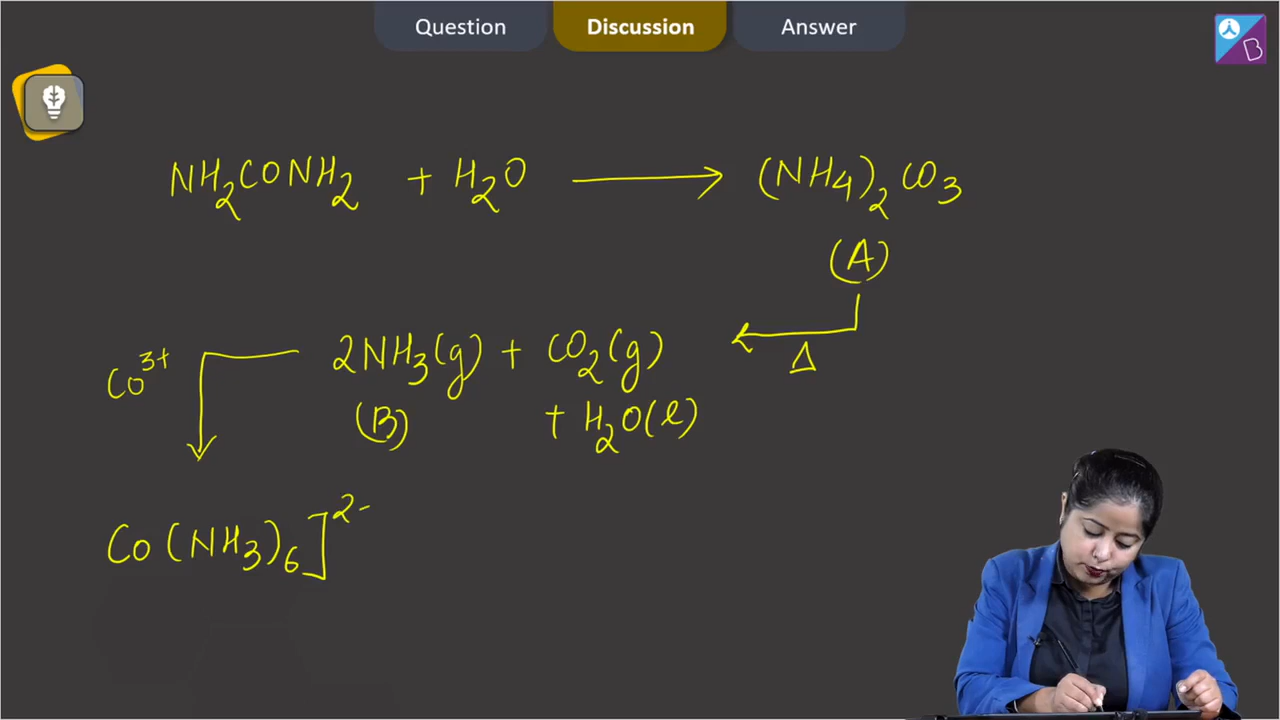 Question Discussion Answer
B
NH₂CONH₂ + H₂O ⟶ (NH4)₂CO₃
(A)
Δ
Co³⁺ 2NH₃(g) + CO₂(g)
(B) + H₂O(l)
Co(NH₃)₆]²⁻